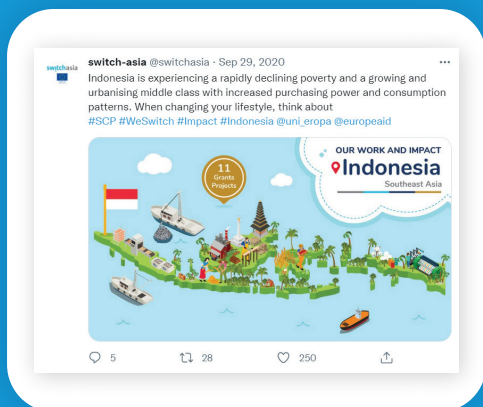 switchasia
switch-asia @switchasia · Sep 29, 2020
Indonesia is experiencing a rapidly declining poverty and a growing and
urbanising middle class with increased purchasing power and consumption
patterns. When changing your lifestyle, think about
#SCP #WeSwitch #Impact #Indonesia @uni_eropa @europeaid
OUR WORK AND IMPACT
Indonesia
Southeast Asia
11
Grants
Projects
5 28 250